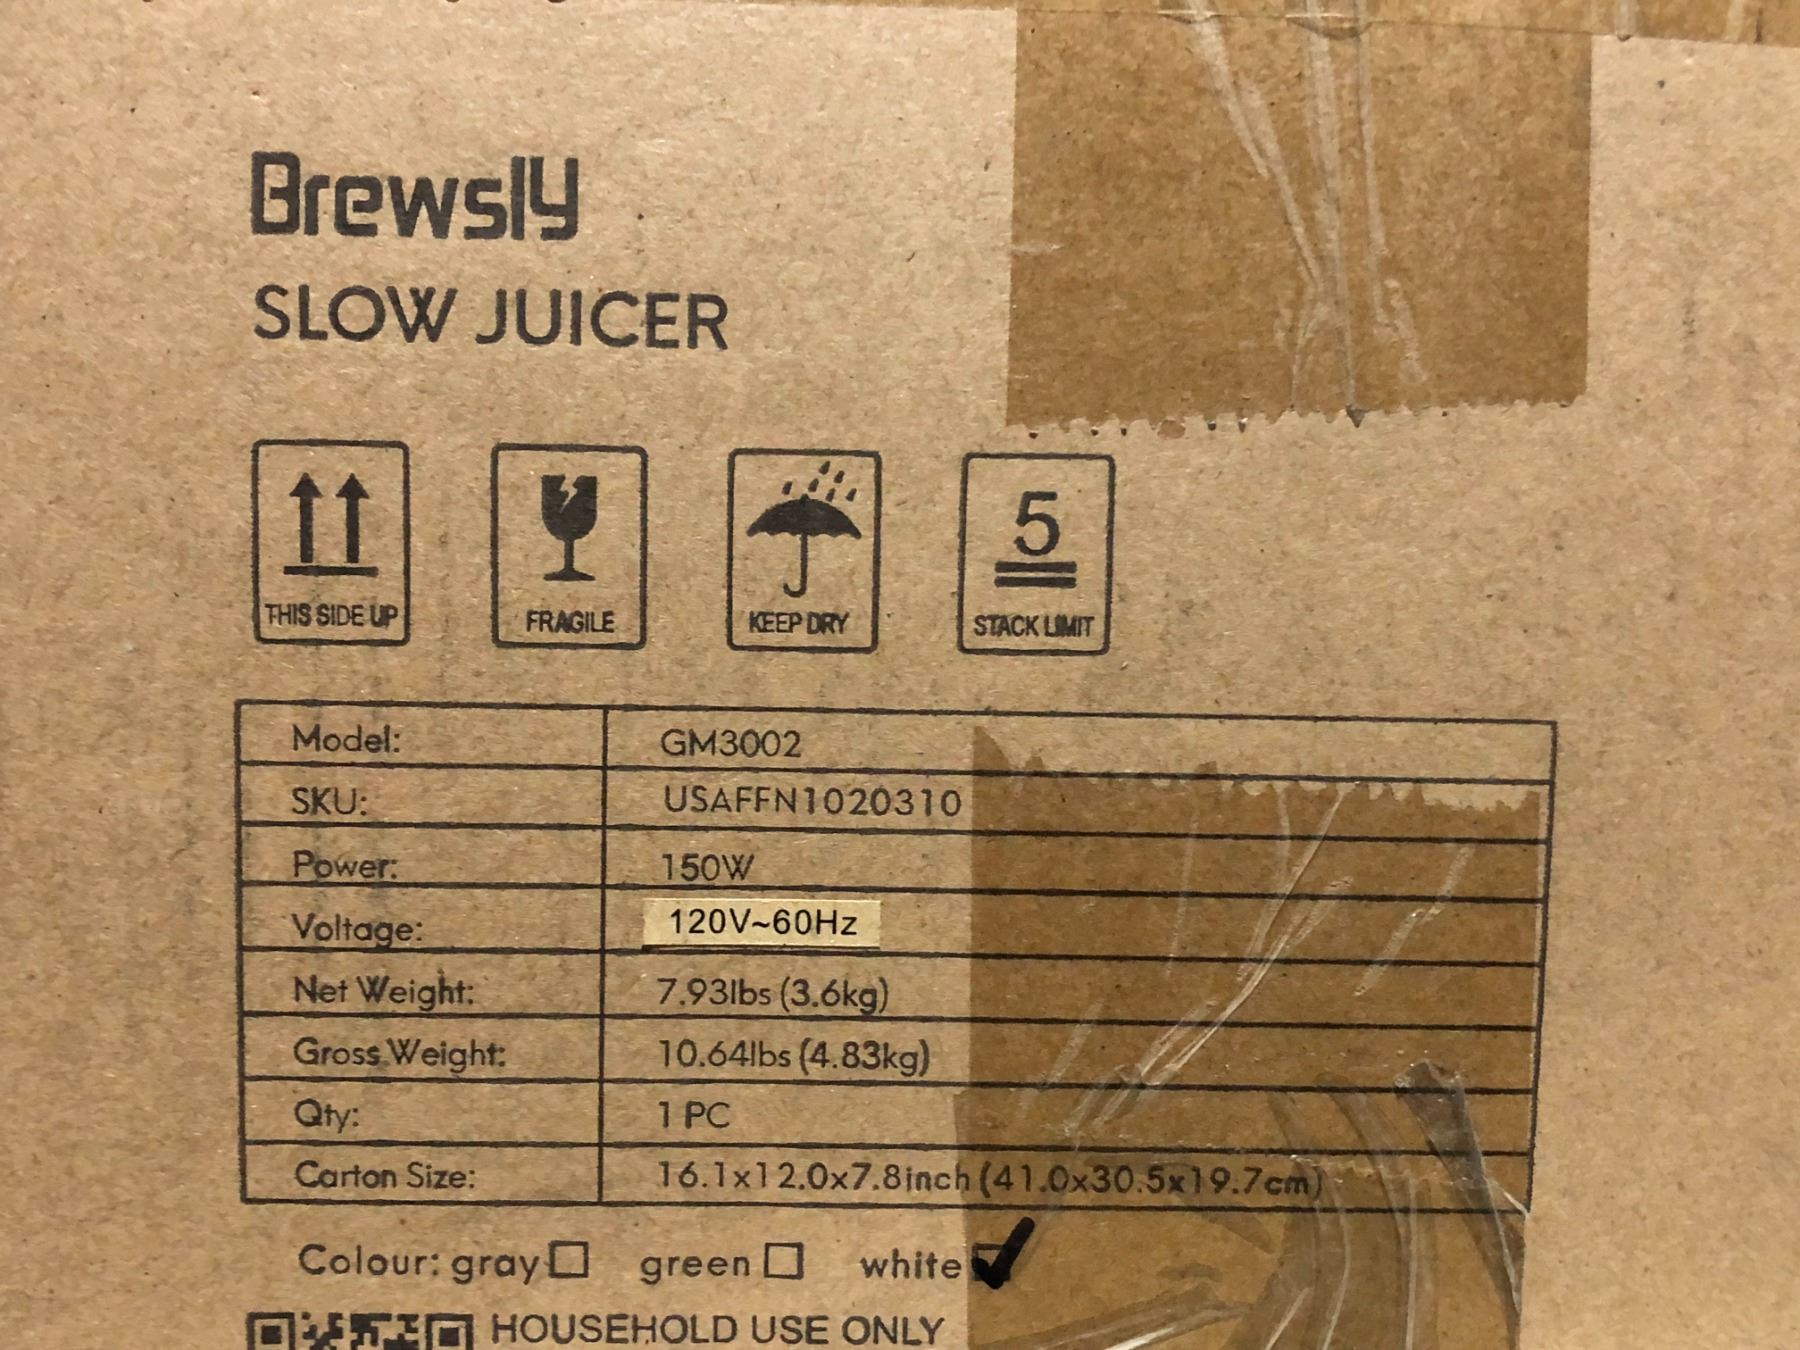 Brewsly
SLOW JUICER
THIS SIDE UP
FRAGILE
KEEP DRY
5
STACK LIMIT
Model: GM3002
SKU: USAFFN1020310
Power: 150W
Voltage: 120V~60Hz
Net Weight: 7.93lbs (3.6kg)
Gross Weight: 10.64lbs (4.83kg)
Qty: 1 PC
Carton Size: 16.1x12.0x7.8inch (41.0x30.5x19.7cm)
Colour: gray green white
HOUSEHOLD USE ONLY